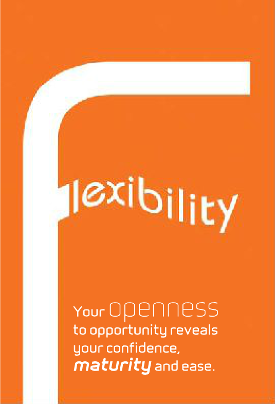 flexibility
Your openness
to opportunity reveals
your confidence,
maturity and ease.